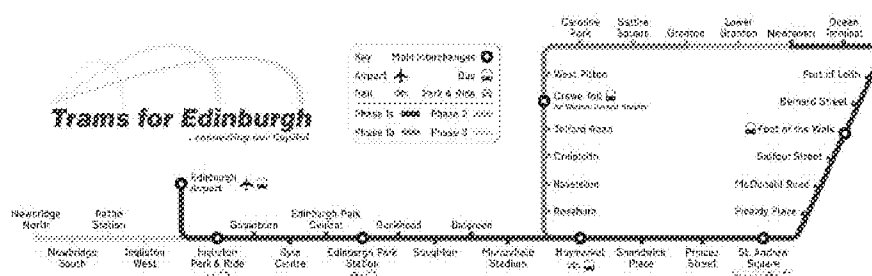 Caroline
Park
Saltire
Square
Granton
Lower
Granton
Newhaven
Ocean
Terminal
Key
Main Interchanges
Airport
Bus
Rail
Park & Ride
Phase 1a
Phase 2
Phase 1b
Phase 3
Trams for Edinburgh
connecting our Capital
West Pilton
Crewe Toll
Telford Road
Craigleith
Ravelston
Roseburn
Port of Leith
Bernard Street
Foot of the Walk
Balfour Street
McDonald Road
Picardy Place
Edinburgh
Airport
Newbridge
North
Ratho
Station
Gogarburn
Edinburgh Park
Central
Bankhead
Balgreen
Newbridge
South
Ingliston
West
Ingliston
Park & Ride
Gyle
Centre
Edinburgh Park
Station
Saughton
Murrayfield
Stadium
Haymarket
Shandwick
Place
Princes
Street
St. Andrew
Square